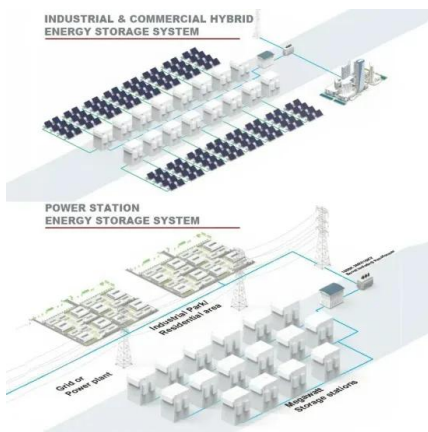 INDUSTRIAL & COMMERCIAL HYBRID
ENERGY STORAGE SYSTEM
POWER STATION
ENERGY STORAGE SYSTEM
Industrial Park/
Residential area
Grid or
Power plant
Megawatt
Storage stations